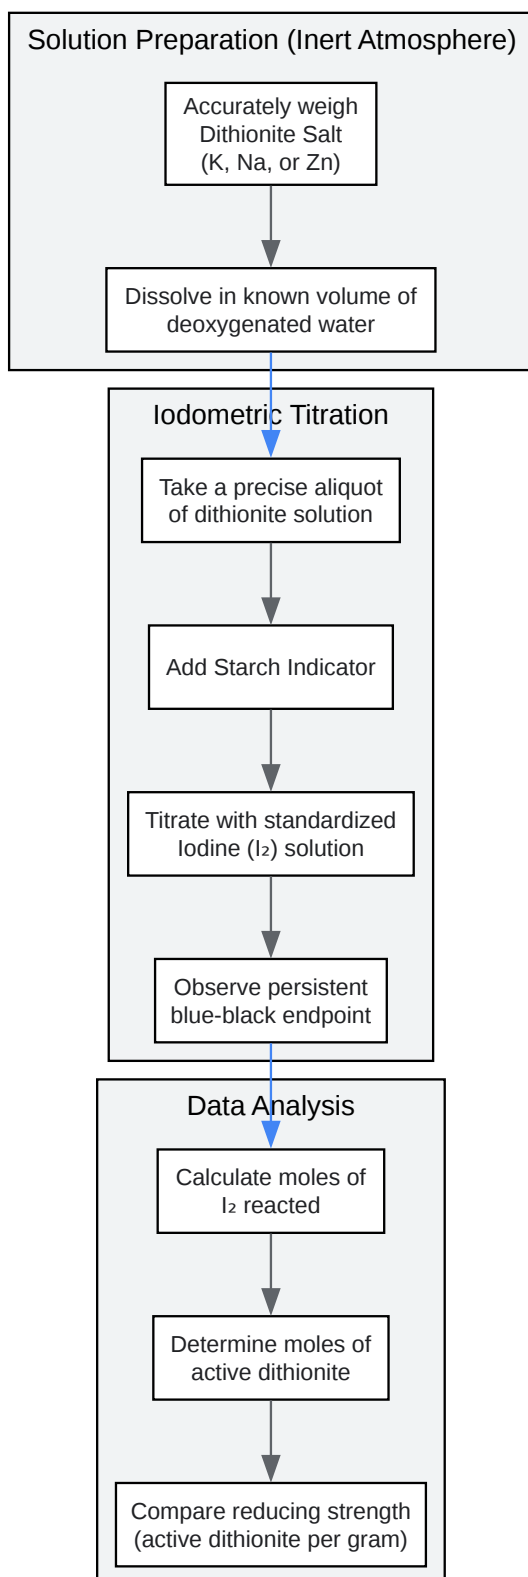 Solution Preparation (Inert Atmosphere)
Accurately weigh
Dithionite Salt
(K, Na, or Zn)
Dissolve in known volume of
deoxygenated water
Iodometric Titration
Take a precise aliquot
of dithionite solution
Add Starch Indicator
Titrate with standardized
Iodine (I₂) solution
Observe persistent
blue-black endpoint
Data Analysis
Calculate moles of
I₂ reacted
Determine moles of
active dithionite
Compare reducing strength
(active dithionite per gram)